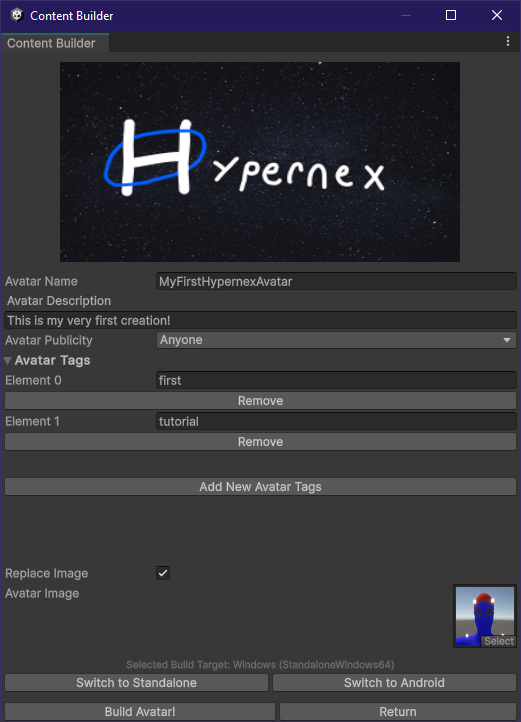 Content Builder
Content Builder
Hypernex
Avatar Name MyFirstHypernexAvatar
Avatar Description
This is my very first creation!
Avatar Publicity Anyone
Avatar Tags
Element 0 first
Remove
Element 1 tutorial
Remove
Add New Avatar Tags
Replace Image
Avatar Image
Select
Selected Build Target: Windows (StandaloneWindows64)
Switch to Standalone Switch to Android
Build Avatar! Return